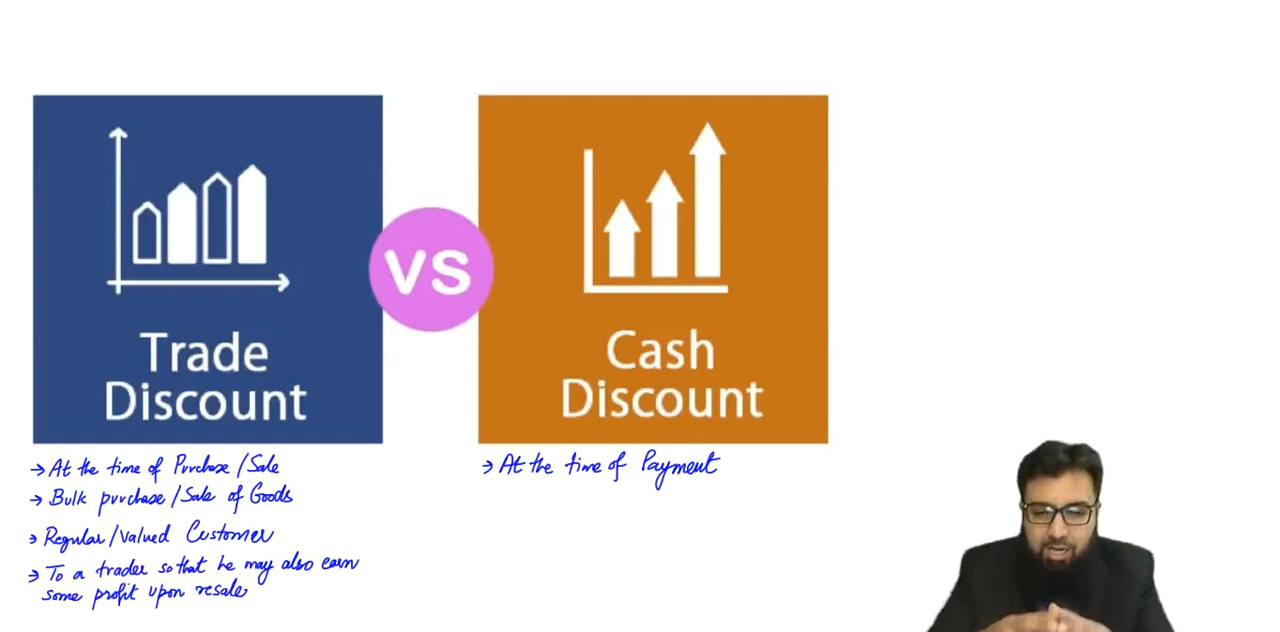 Trade
Discount
VS
Cash
Discount
→ At the time of Purchase/Sale
→ Bulk purchase/Sale of Goods
→ Regular/Valued Customer
→ To a trader so that he may also earn
some profit upon resale
→ At the time of Payment